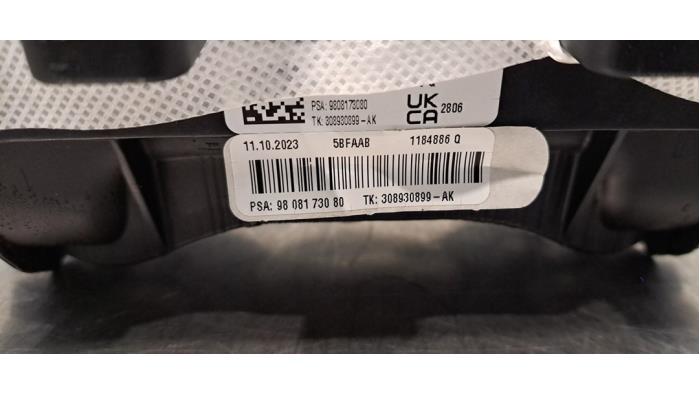 PSA: 9808173080
UK
CA 2806
TK: 308930899-AK
11.10.2023 5BFAAB 1184886 Q
PSA: 98 081 730 80 TK: 308930899-AK